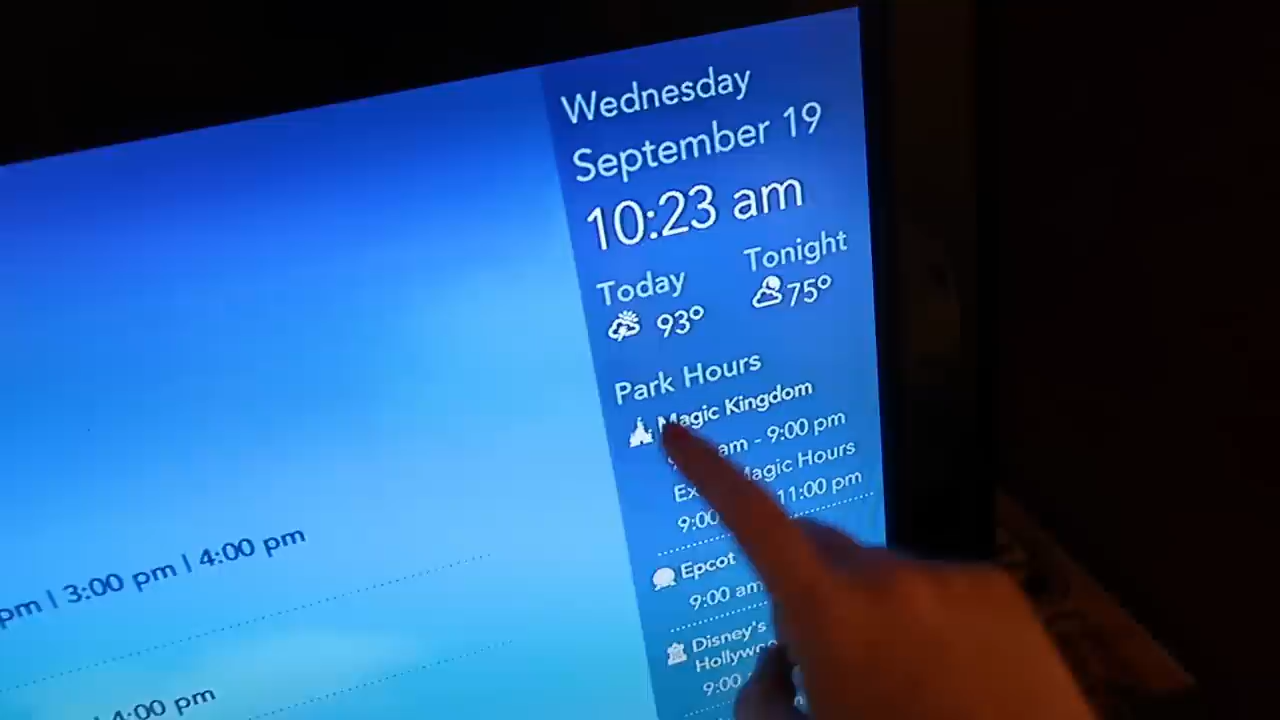 Wednesday
September 19
10:23 am
Today
Tonight
93°
75°
Park Hours
Magic Kingdom
am - 9:00 pm
Magic Hours
9:00 11:00 pm
Epcot
9:00 am
Disney's
9:00
pm | 3:00 pm | 4:00 pm
4:00 pm